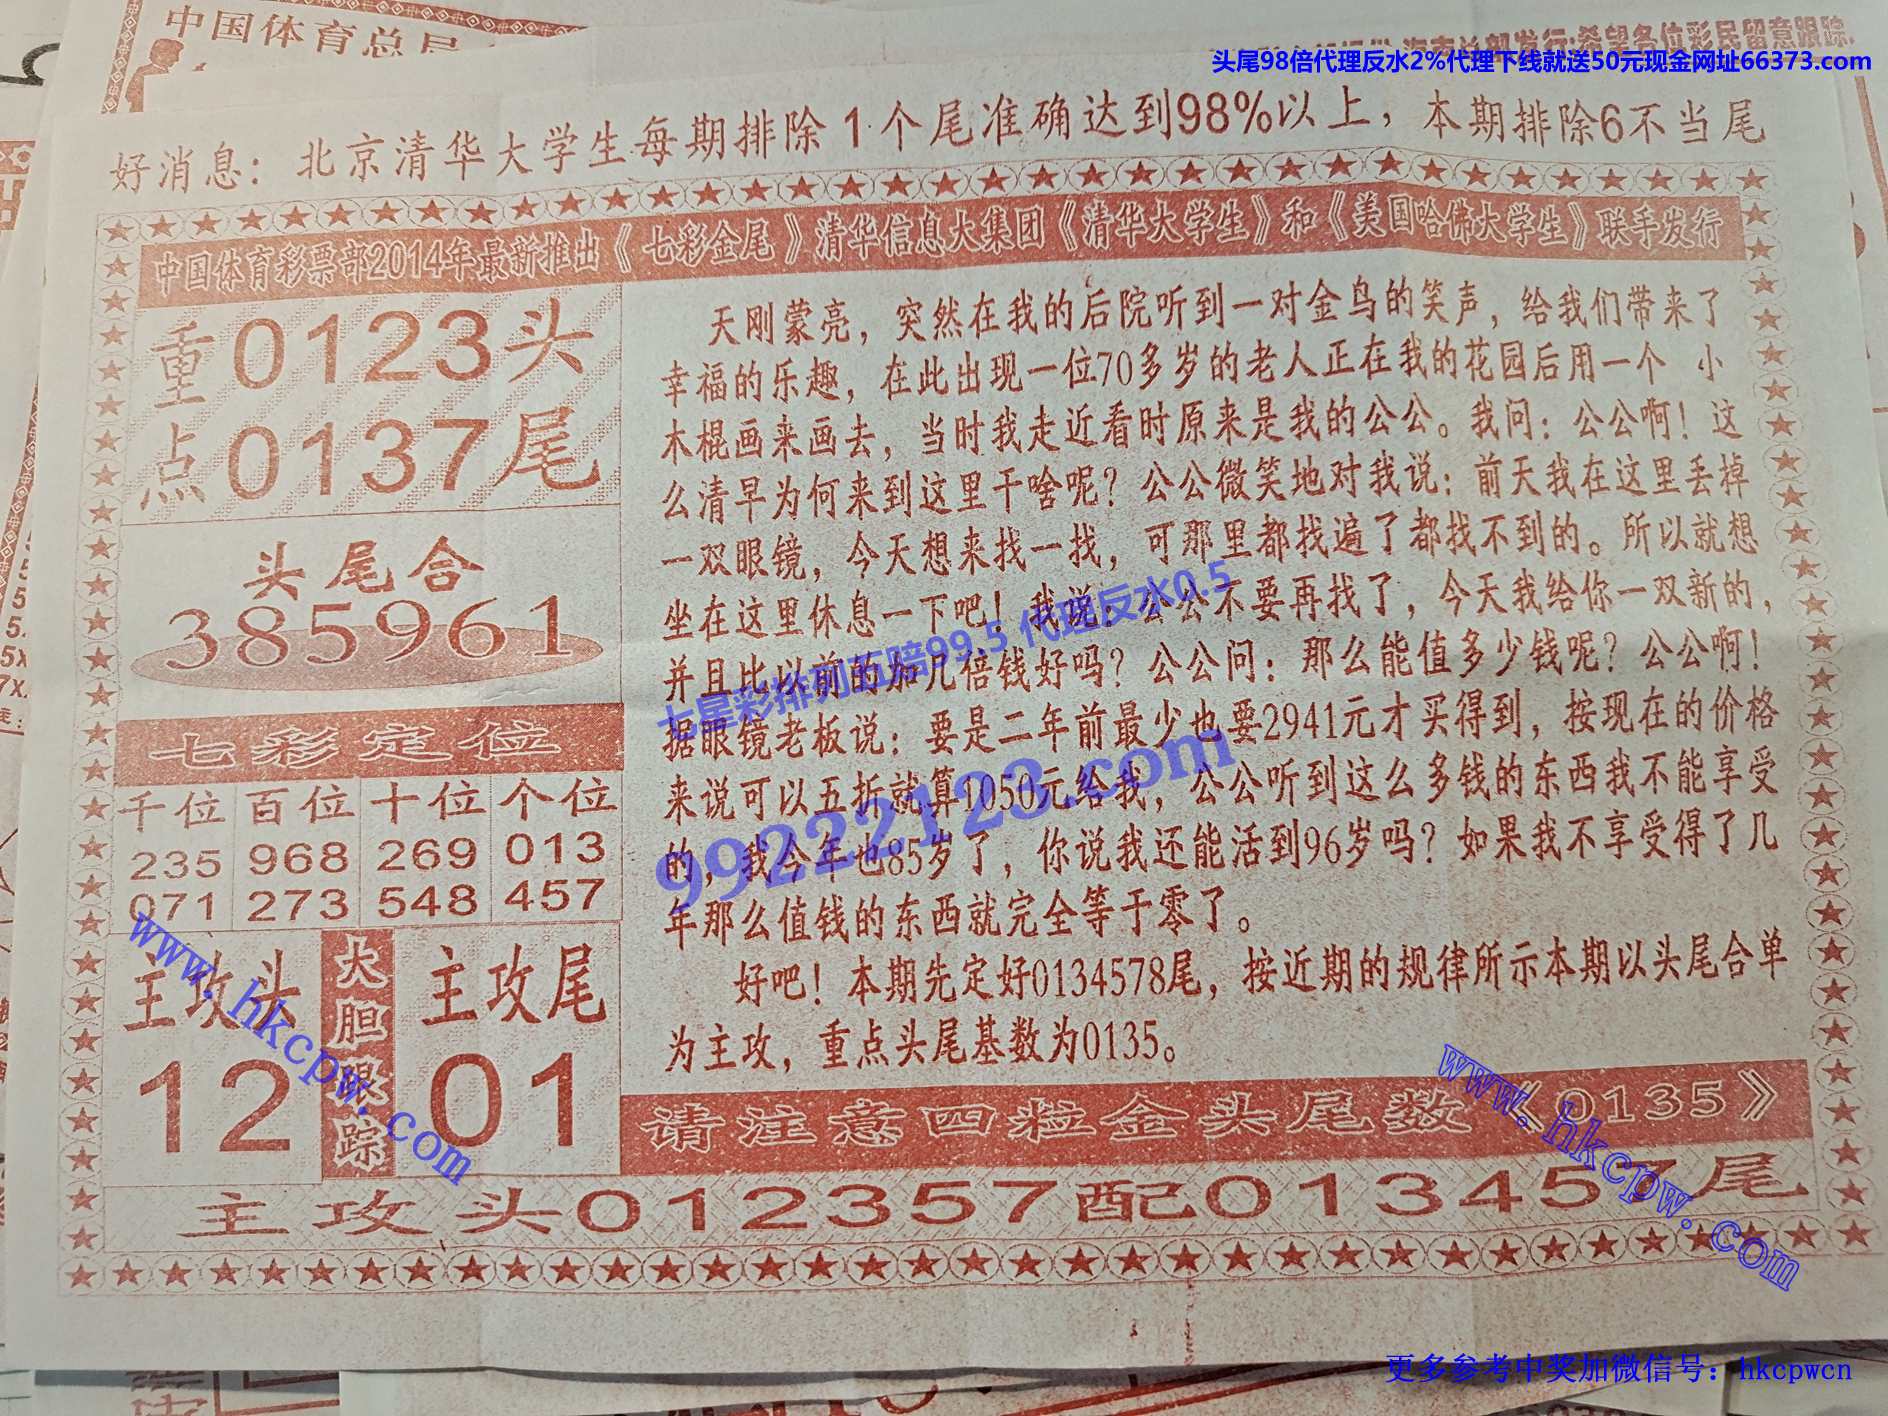 中国体育总局
海南总部发行:希望各位彩民留意跟踪.
头尾98倍代理反水2%代理下线就送50元现金网址66373.com
好消息：北京清华大学生每期排除1个尾准确达到98%以上，本期排除6不当尾
中国体育彩票部2014年最新推出《七彩金尾》清华信息大集团《清华大学生》和《美国哈佛大学生》联手发行
重0123头
点0137尾
头尾合
385961
七彩定位
千位 百位 十位 个位
235 968 269 013
071 273 548 457
主攻头
12
大胆跟踪
主攻尾
01
天刚蒙亮，突然在我的后院听到一对金鸟的笑声，给我们带来了
幸福的乐趣，在此出现一位70多岁的老人正在我的花园后用一个 小
木棍画来画去，当时我走近看时原来是我的公公。我问：公公啊！这
么清早为何来到这里干啥呢？公公微笑地对我说：前天我在这里丢掉
一双眼镜，今天想来找一找，可那里都找遍了都找不到的。所以就想
坐在这里休息一下吧！我说：公公不要再找了，今天我给你一双新的，
并且比以前的加几倍钱好吗？公公问：那么能值多少钱呢？公公啊！
据眼镜老板说：要是二年前最少也要2941元才买得到，按现在的价格
来说可以五折就算1050元给我，公公听到这么多钱的东西我不能享受
的，我今年也85岁了，你说我还能活到96岁吗？如果我不享受得了几
年那么值钱的东西就完全等于零了。
好吧！本期先定好0134578尾，按近期的规律所示本期以头尾合单
为主攻，重点头尾基数为0135。
请注意四粒金头尾数《0135》
主攻头012357配013457尾
七星彩排列五赔99.5 代理反水0.5
99222123.com
www.hkcpw.com
www.hkcpw.com
更多参考中奖加微信号：hkcpwcn